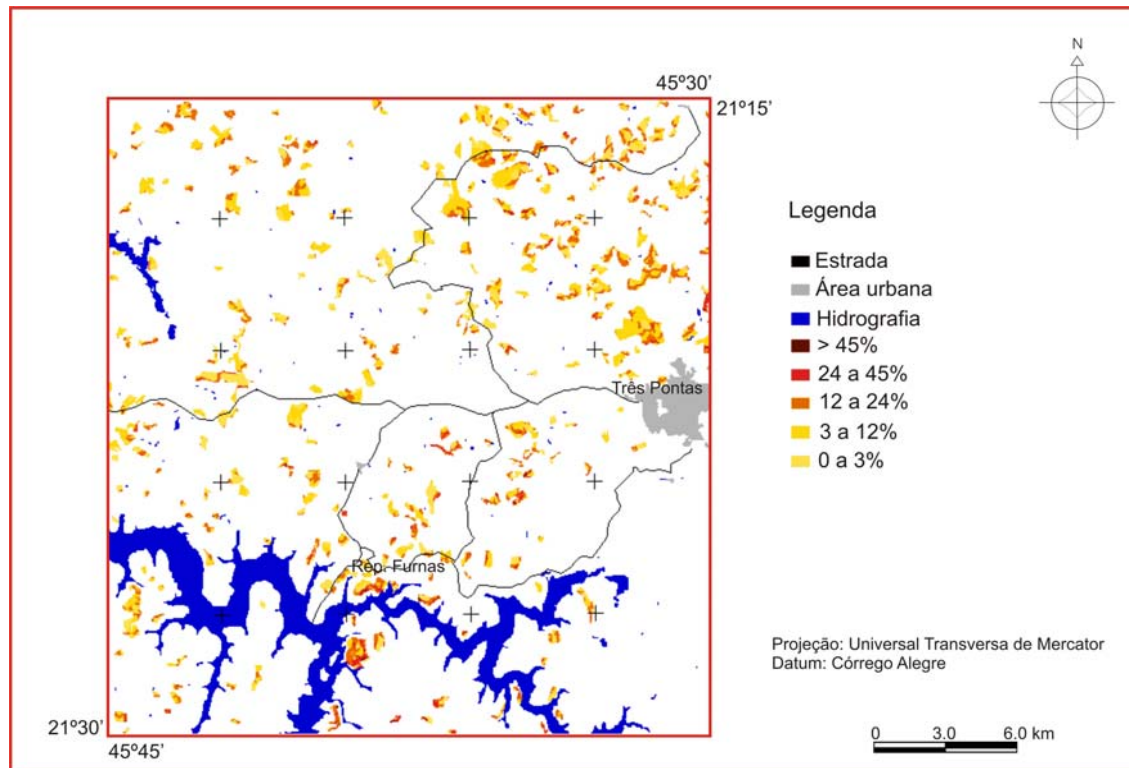 N
45º30’
21º15’
Legenda
Estrada
Área urbana
Hidrografia
> 45%
24 a 45%
12 a 24%
3 a 12%
0 a 3%
Três Pontas
Rep. Furnas
Projeção: Universal Transversa de Mercator
Datum: Córrego Alegre
21º30’
45º45’
0 3.0 6.0 km